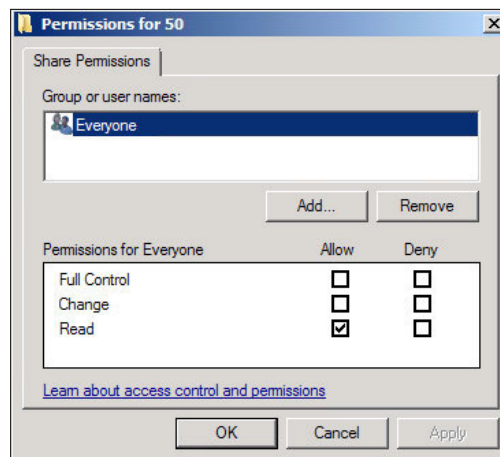 Permissions for 50
Share Permissions
Group or user names:
Everyone
Add... Remove
Permissions for Everyone Allow Deny
Full Control
Change
Read
Learn about access control and permissions
OK Cancel Apply